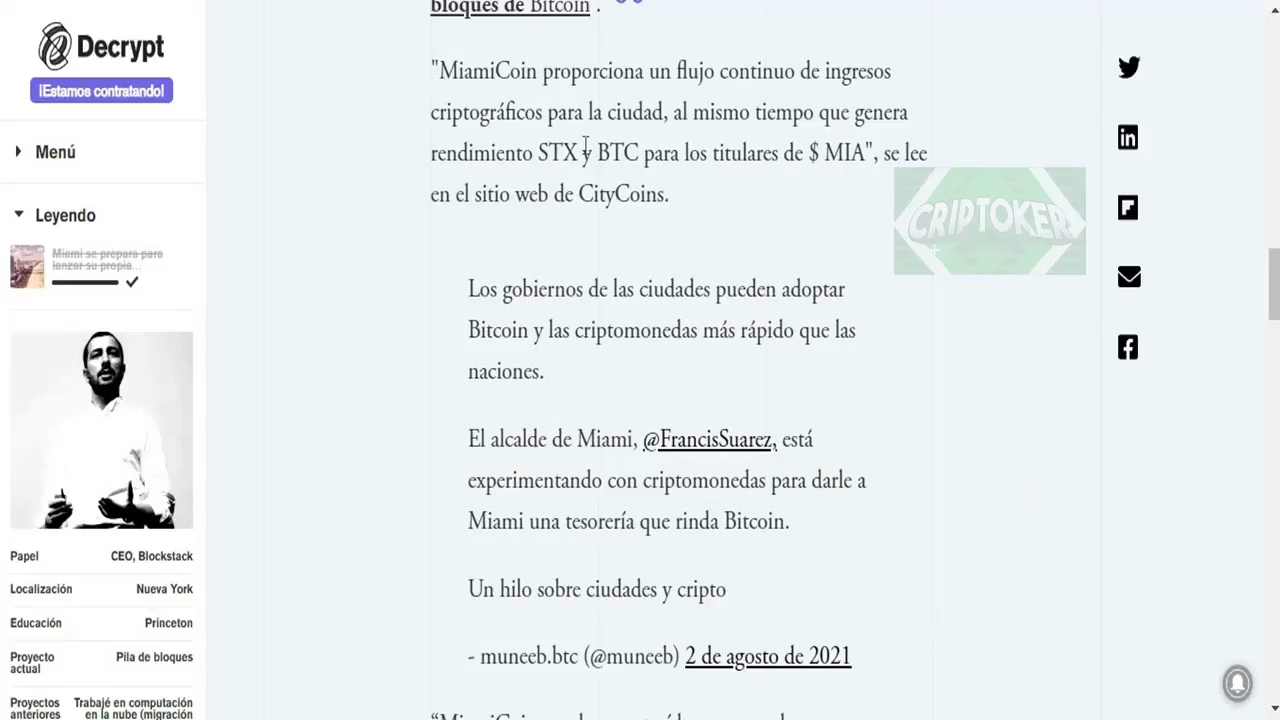 Decrypt
¡Estamos contratando!
Menú
Leyendo
Miami se prepara para
lanzar su propia...
Papel CEO, Blockstack
Localización Nueva York
Educación Princeton
Proyecto
actual Pila de bloques
Proyectos
anteriores Trabajé en computación
en la nube (migración
bloques de Bitcoin .
"MiamiCoin proporciona un flujo continuo de ingresos
criptográficos para la ciudad, al mismo tiempo que genera
rendimiento STX y BTC para los titulares de $ MIA", se lee
en el sitio web de CityCoins.
CRIPTOKER
Los gobiernos de las ciudades pueden adoptar
Bitcoin y las criptomonedas más rápido que las
naciones.
El alcalde de Miami, @FrancisSuarez, está
experimentando con criptomonedas para darle a
Miami una tesorería que rinda Bitcoin.
Un hilo sobre ciudades y cripto
- muneeb.btc (@muneeb) 2 de agosto de 2021